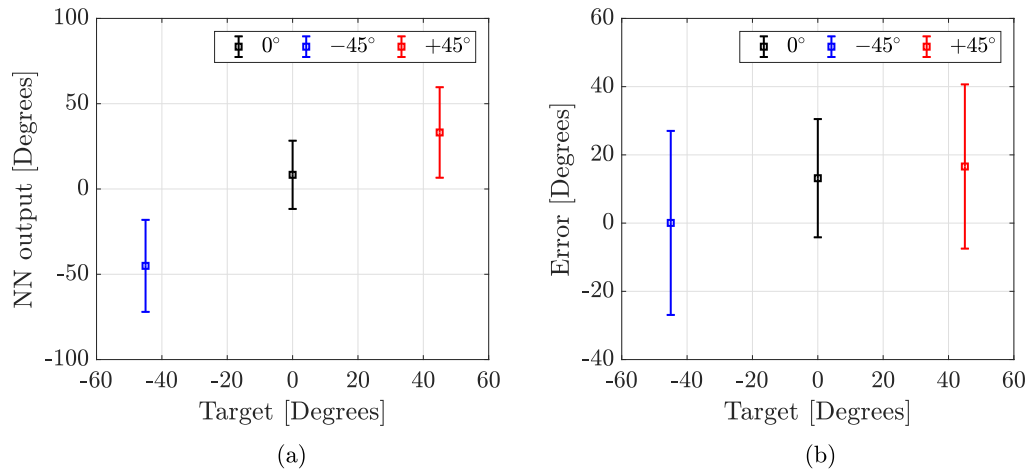 100
50
0
-50
-100
NN output [Degrees]
0° −45° +45°
-60 -40 -20 0 20 40 60
Target [Degrees]
(a)
60
40
20
0
-20
-40
Error [Degrees]
0° −45° +45°
-60 -40 -20 0 20 40 60
Target [Degrees]
(b)